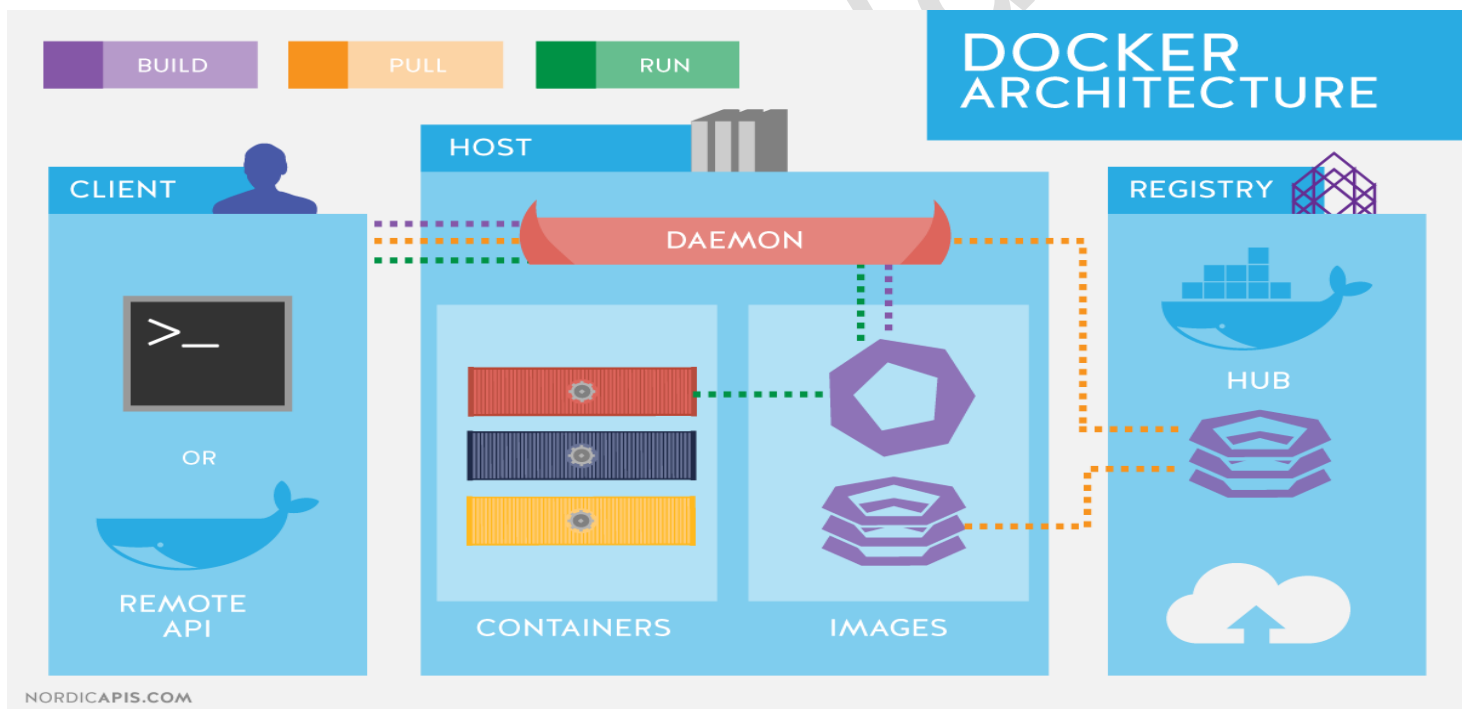 BUILD
PULL
RUN
DOCKER
ARCHITECTURE
HOST
CLIENT
REGISTRY
DAEMON
>_
HUB
OR
REMOTE
API
CONTAINERS
IMAGES
NORDICAPIS.COM